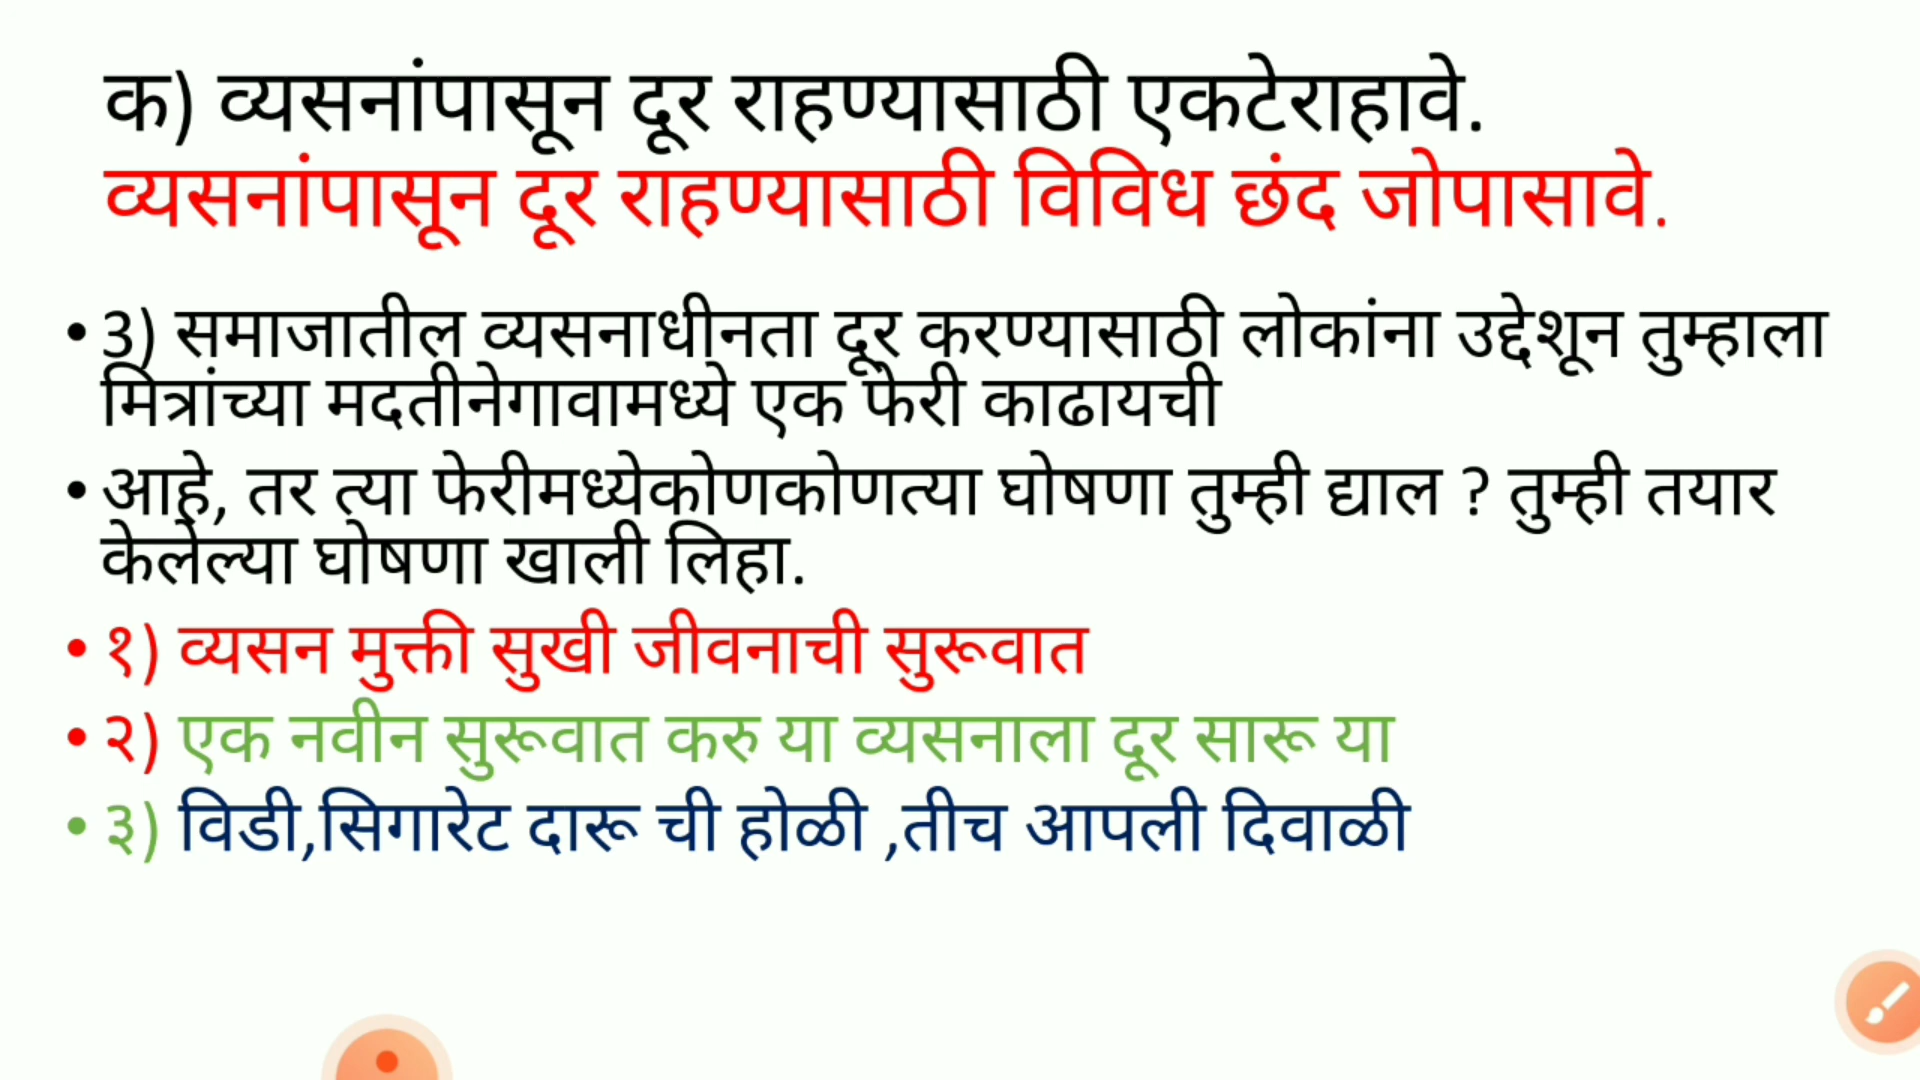 क) व्यसनांपासून दूर राहण्यासाठी एकटेराहावे.
व्यसनांपासून दूर राहण्यासाठी विविध छंद जोपासावे.
• 3) समाजातील व्यसनाधीनता दूर करण्यासाठी लोकांना उद्देशून तुम्हाला
मित्रांच्या मदतीनेगावामध्ये एक फेरी काढायची
• आहे, तर त्या फेरीमध्येकोणकोणत्या घोषणा तुम्ही द्याल ? तुम्ही तयार
केलेल्या घोषणा खाली लिहा.
• १) व्यसन मुक्ती सुखी जीवनाची सुरूवात
• २) एक नवीन सुरूवात करु या व्यसनाला दूर सारू या
• ३) विडी,सिगारेट दारू ची होळी ,तीच आपली दिवाळी